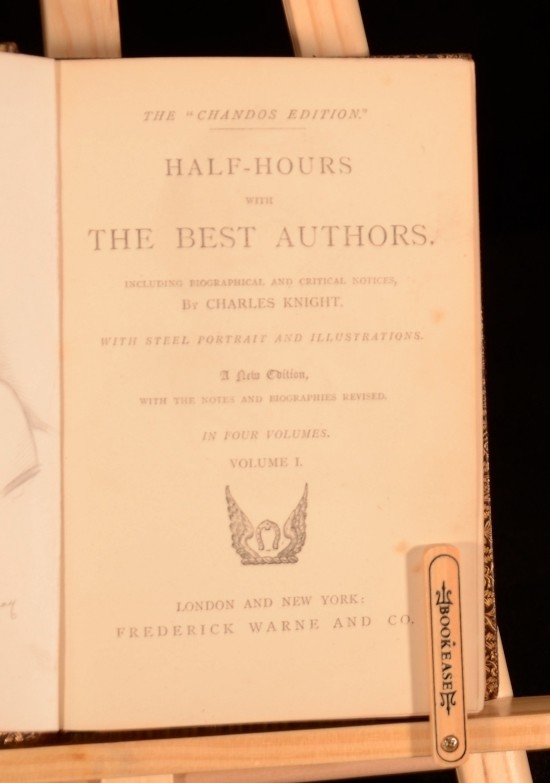 THE "CHANDOS EDITION."
HALF-HOURS
WITH
THE BEST AUTHORS.
INCLUDING BIOGRAPHICAL AND CRITICAL NOTICES,
By CHARLES KNIGHT.
WITH STEEL PORTRAIT AND ILLUSTRATIONS.
A New Edition,
WITH THE NOTES AND BIOGRAPHIES REVISED.
IN FOUR VOLUMES.
VOLUME I.
LONDON AND NEW YORK:
FREDERICK WARNE AND CO.
BOOKEASE